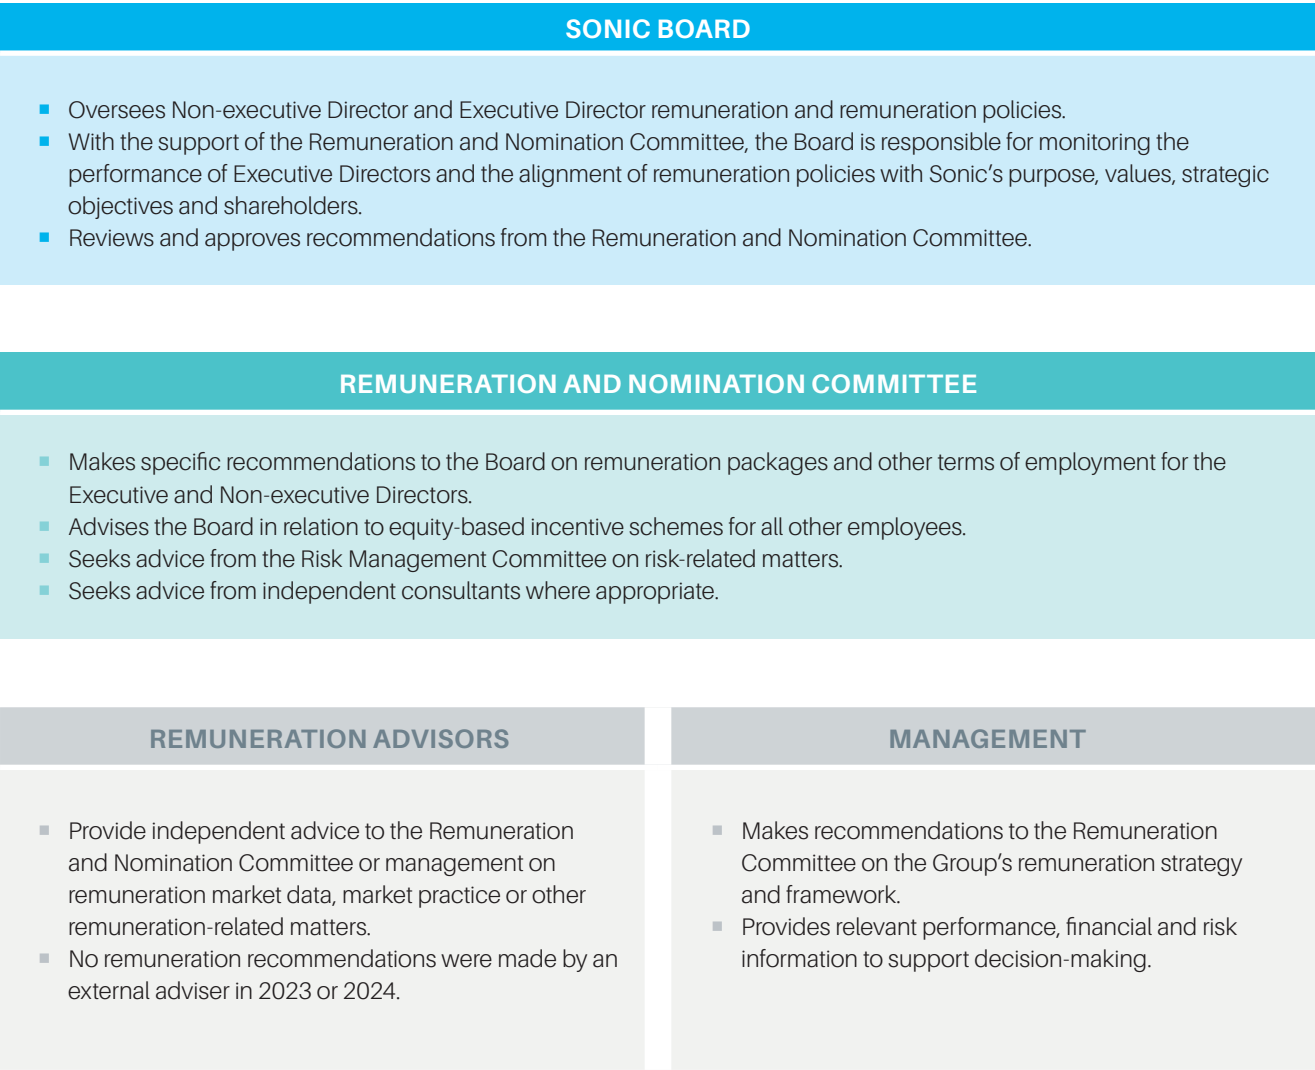 SONIC BOARD
Oversees Non-executive Director and Executive Director remuneration and remuneration policies.
With the support of the Remuneration and Nomination Committee, the Board is responsible for monitoring the
performance of Executive Directors and the alignment of remuneration policies with Sonic’s purpose, values, strategic
objectives and shareholders.
Reviews and approves recommendations from the Remuneration and Nomination Committee.
REMUNERATION AND NOMINATION COMMITTEE
Makes specific recommendations to the Board on remuneration packages and other terms of employment for the
Executive and Non-executive Directors.
Advises the Board in relation to equity-based incentive schemes for all other employees.
Seeks advice from the Risk Management Committee on risk-related matters.
Seeks advice from independent consultants where appropriate.
REMUNERATION ADVISORS
Provide independent advice to the Remuneration
and Nomination Committee or management on
remuneration market data, market practice or other
remuneration-related matters.
No remuneration recommendations were made by an
external adviser in 2023 or 2024.
MANAGEMENT
Makes recommendations to the Remuneration
Committee on the Group’s remuneration strategy
and framework.
Provides relevant performance, financial and risk
information to support decision-making.